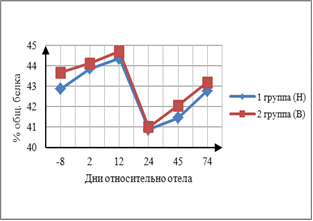 45
44
43
42
41
40
% общ. белка
-8 2 12 24 45 74
Дни относительно отела
1 группа (Н)
2 группа (В)